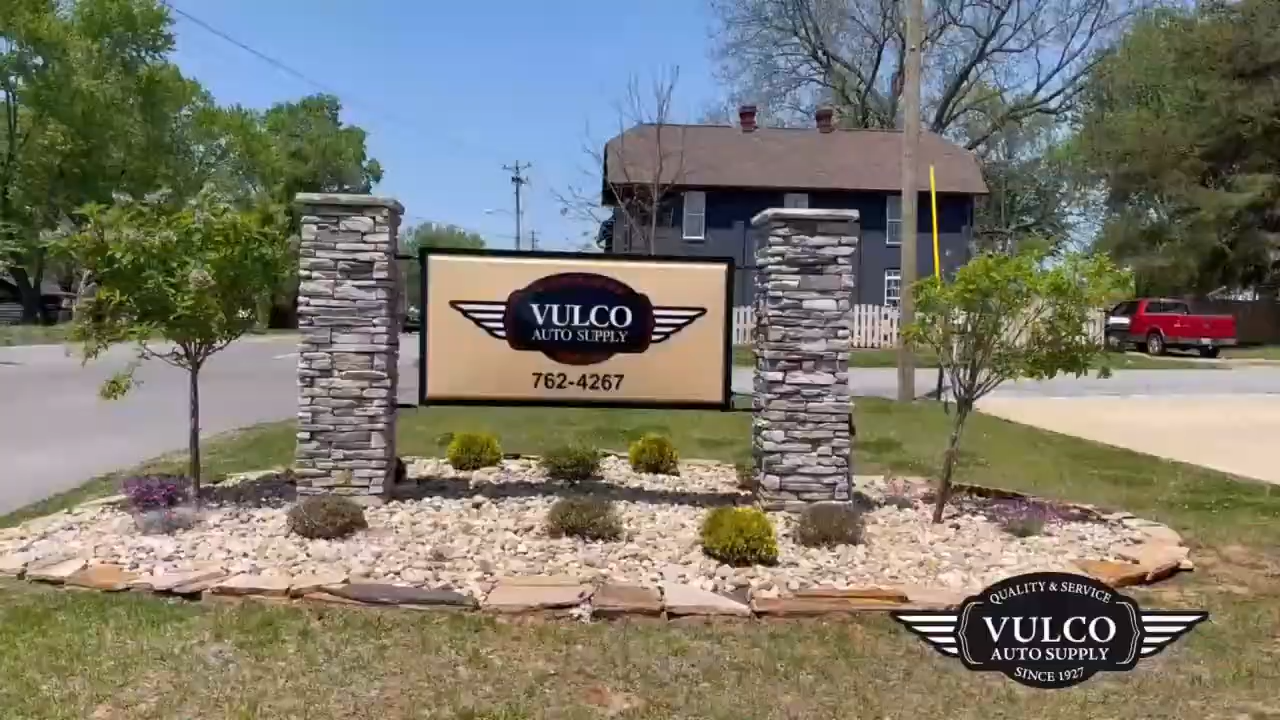 VULCO
AUTO SUPPLY
762-4267
QUALITY & SERVICE
VULCO
AUTO SUPPLY
SINCE 1927